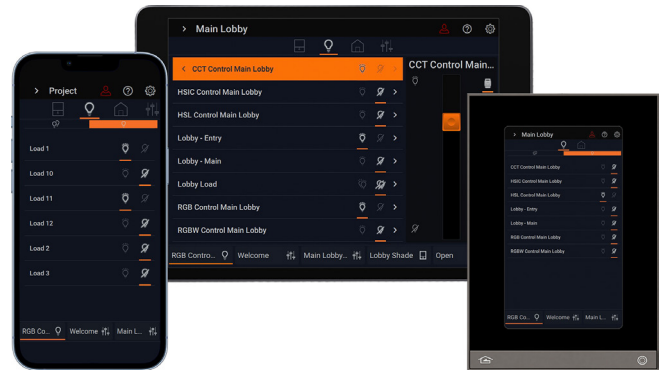 Project
Load 1
Load 10
Load 11
Load 12
Load 2
Load 3
RGB Co...
Welcome
Main L...
Main Lobby
CCT Control Main Lobby
HSIC Control Main Lobby
HSL Control Main Lobby
Lobby - Entry
Lobby - Main
Lobby Load
RGB Control Main Lobby
RGBW Control Main Lobby
CCT Control Main...
RGB Contro...
Welcome
Main Lobby...
Lobby Shade
Open
Main Lobby
CCT Control Main Lobby
HSIC Control Main Lobby
HSL Control Main Lobby
Lobby - Entry
Lobby - Main
RGB Control Main Lobby
RGBW Control Main Lobby
RGB Co...
Welcome
Main L...